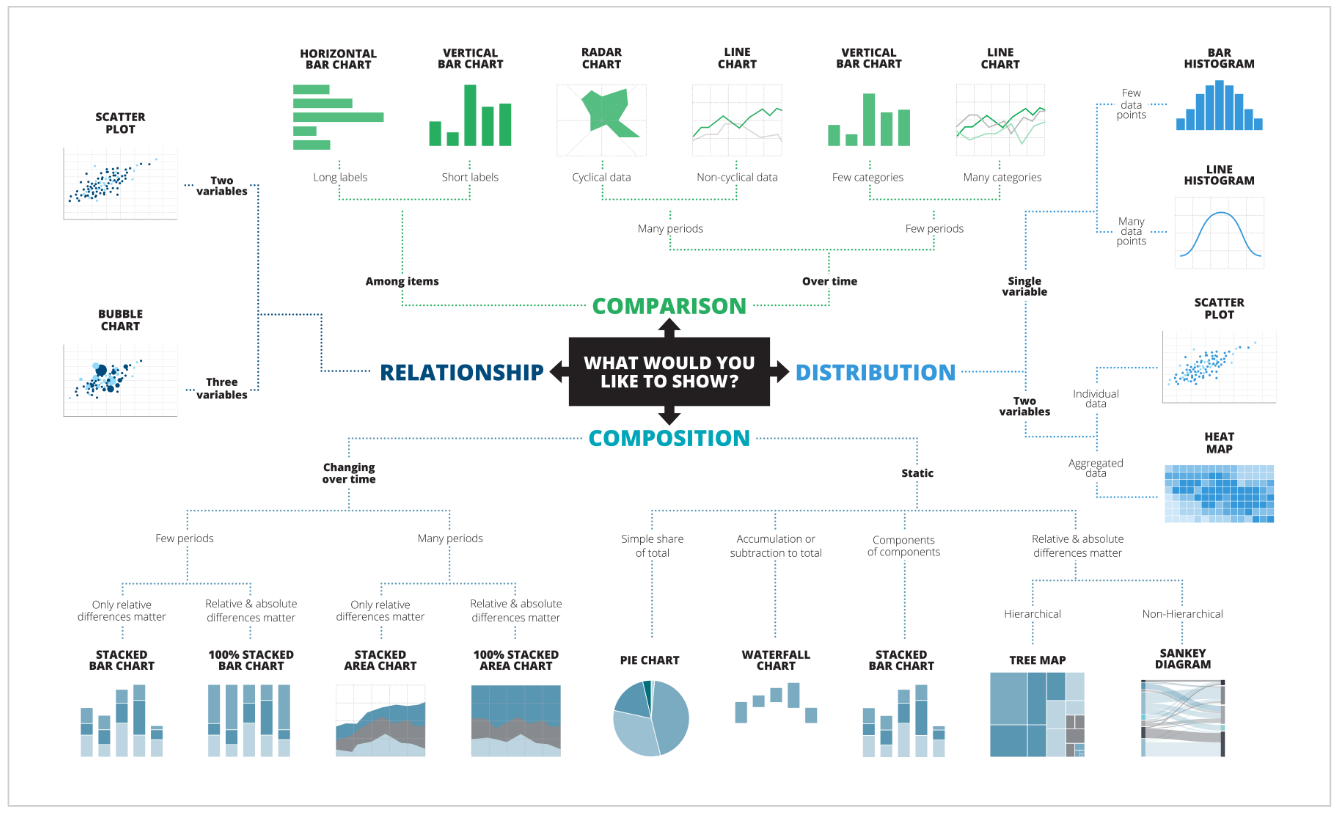 HORIZONTAL
BAR CHART
VERTICAL
BAR CHART
RADAR
CHART
LINE
CHART
VERTICAL
BAR CHART
LINE
CHART
BAR
HISTOGRAM
SCATTER
PLOT
Few
data
points
Long labels
Short labels
Cyclical data
Non-cyclical data
Few categories
Many categories
LINE
HISTOGRAM
Two
variables
Many periods
Few periods
Many
data
points
Among items
Over time
Single
variable
COMPARISON
SCATTER
PLOT
BUBBLE
CHART
WHAT WOULD YOU
LIKE TO SHOW?
RELATIONSHIP
DISTRIBUTION
Three
variables
Two
variables
Individual
data
COMPOSITION
HEAT
MAP
Changing
over time
Static
Aggregated
data
Few periods
Many periods
Simple share
of total
Accumulation or
subtraction to total
Components
of components
Relative & absolute
differences matter
Only relative
differences matter
Relative & absolute
differences matter
Only relative
differences matter
Relative & absolute
differences matter
Hierarchical
Non-Hierarchical
STACKED
BAR CHART
100% STACKED
BAR CHART
STACKED
AREA CHART
100% STACKED
AREA CHART
PIE CHART
WATERFALL
CHART
STACKED
BAR CHART
TREE MAP
SANKEY
DIAGRAM